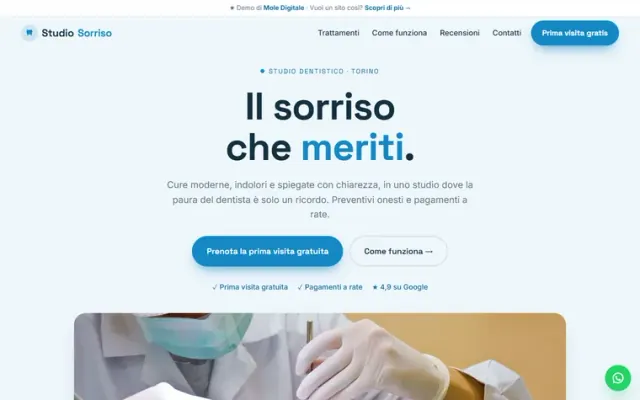 ★ Demo di Mole Digitale · Vuoi un sito così? Scopri di più →
Studio Sorriso
Trattamenti Come funziona Recensioni Contatti Prima visita gratis
◆ STUDIO DENTISTICO · TORINO
Il sorriso
che meriti.
Cure moderne, indolori e spiegate con chiarezza, in uno studio dove la
paura del dentista è solo un ricordo. Preventivi onesti e pagamenti a
rate.
Prenota la prima visita gratuita Come funziona →
✓ Prima visita gratuita ✓ Pagamenti a rate ★ 4,9 su Google